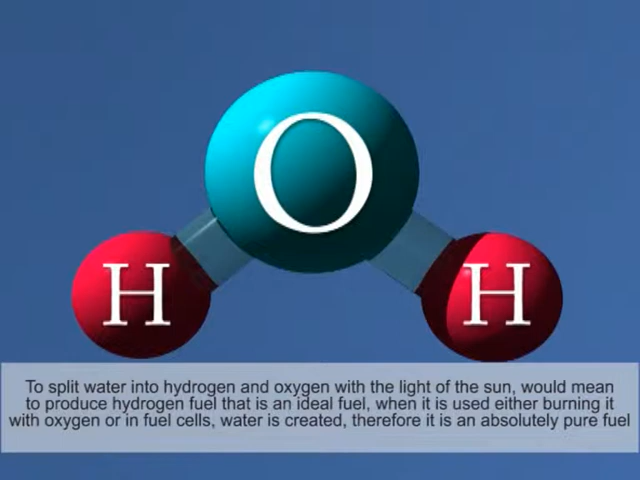 O
H H
To split water into hydrogen and oxygen with the light of the sun, would mean
to produce hydrogen fuel that is an ideal fuel, when it is used either burning it
with oxygen or in fuel cells, water is created, therefore it is an absolutely pure fuel